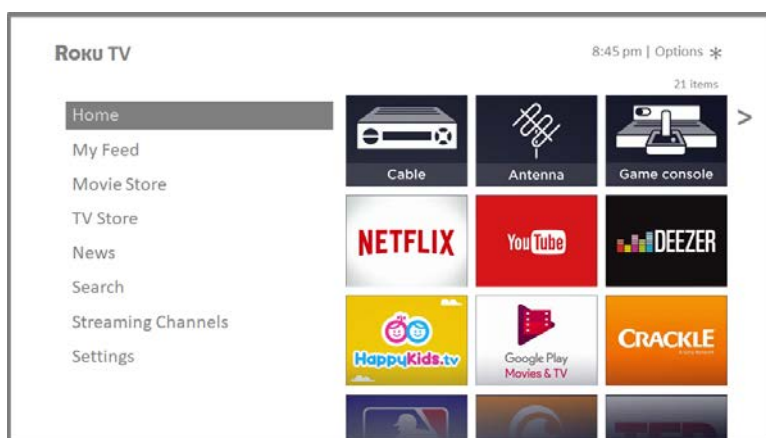 ROKU TV
8:45 pm | Options ✱
21 items
Home
My Feed
Movie Store
TV Store
News
Search
Streaming Channels
Settings
>
Cable
Antenna
Game console
NETFLIX
YouTube
DEEZER
HappyKids.tv
Google Play
Movies & TV
CRACKLE